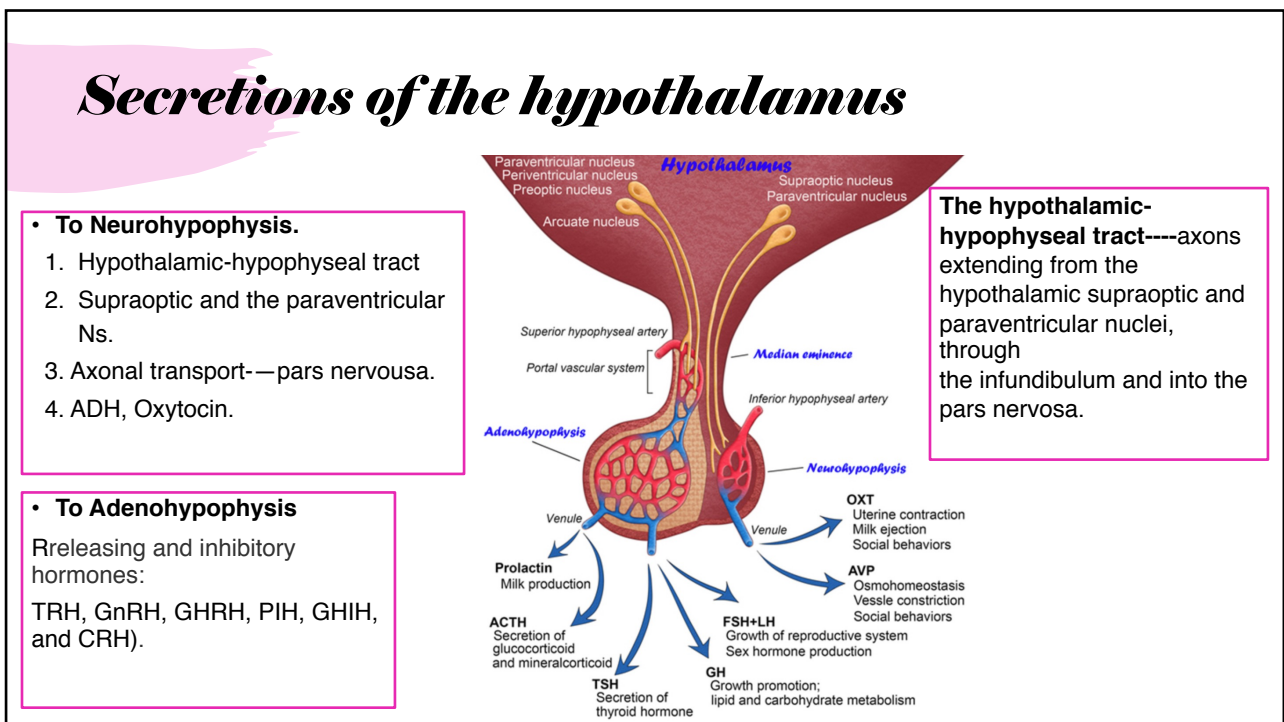 Secretions of the hypothalamus
• To Neurohypophysis.
1. Hypothalamic-hypophyseal tract
2. Supraoptic and the paraventricular
Ns.
3. Axonal transport-—pars nervousa.
4. ADH, Oxytocin.
• To Adenohypophysis
Rreleasing and inhibitory
hormones:
TRH, GnRH, GHRH, PIH, GHIH,
and CRH).
Hypothalamus
Paraventricular nucleus
Periventricular nucleus
Preoptic nucleus
Arcuate nucleus
Supraoptic nucleus
Paraventricular nucleus
Superior hypophyseal artery
Portal vascular system
Median eminence
Inferior hypophyseal artery
Adenohypophysis
Neurohypophysis
Venule
Venule
Prolactin
Milk production
ACTH
Secretion of
glucocorticoid
and mineralcorticoid
TSH
Secretion of
thyroid hormone
GH
Growth promotion;
lipid and carbohydrate metabolism
FSH+LH
Growth of reproductive system
Sex hormone production
OXT
Uterine contraction
Milk ejection
Social behaviors
AVP
Osmohomeostasis
Vessle constriction
Social behaviors
The hypothalamic-
hypophyseal tract----axons
extending from the
hypothalamic supraoptic and
paraventricular nuclei,
through
the infundibulum and into the
pars nervosa.